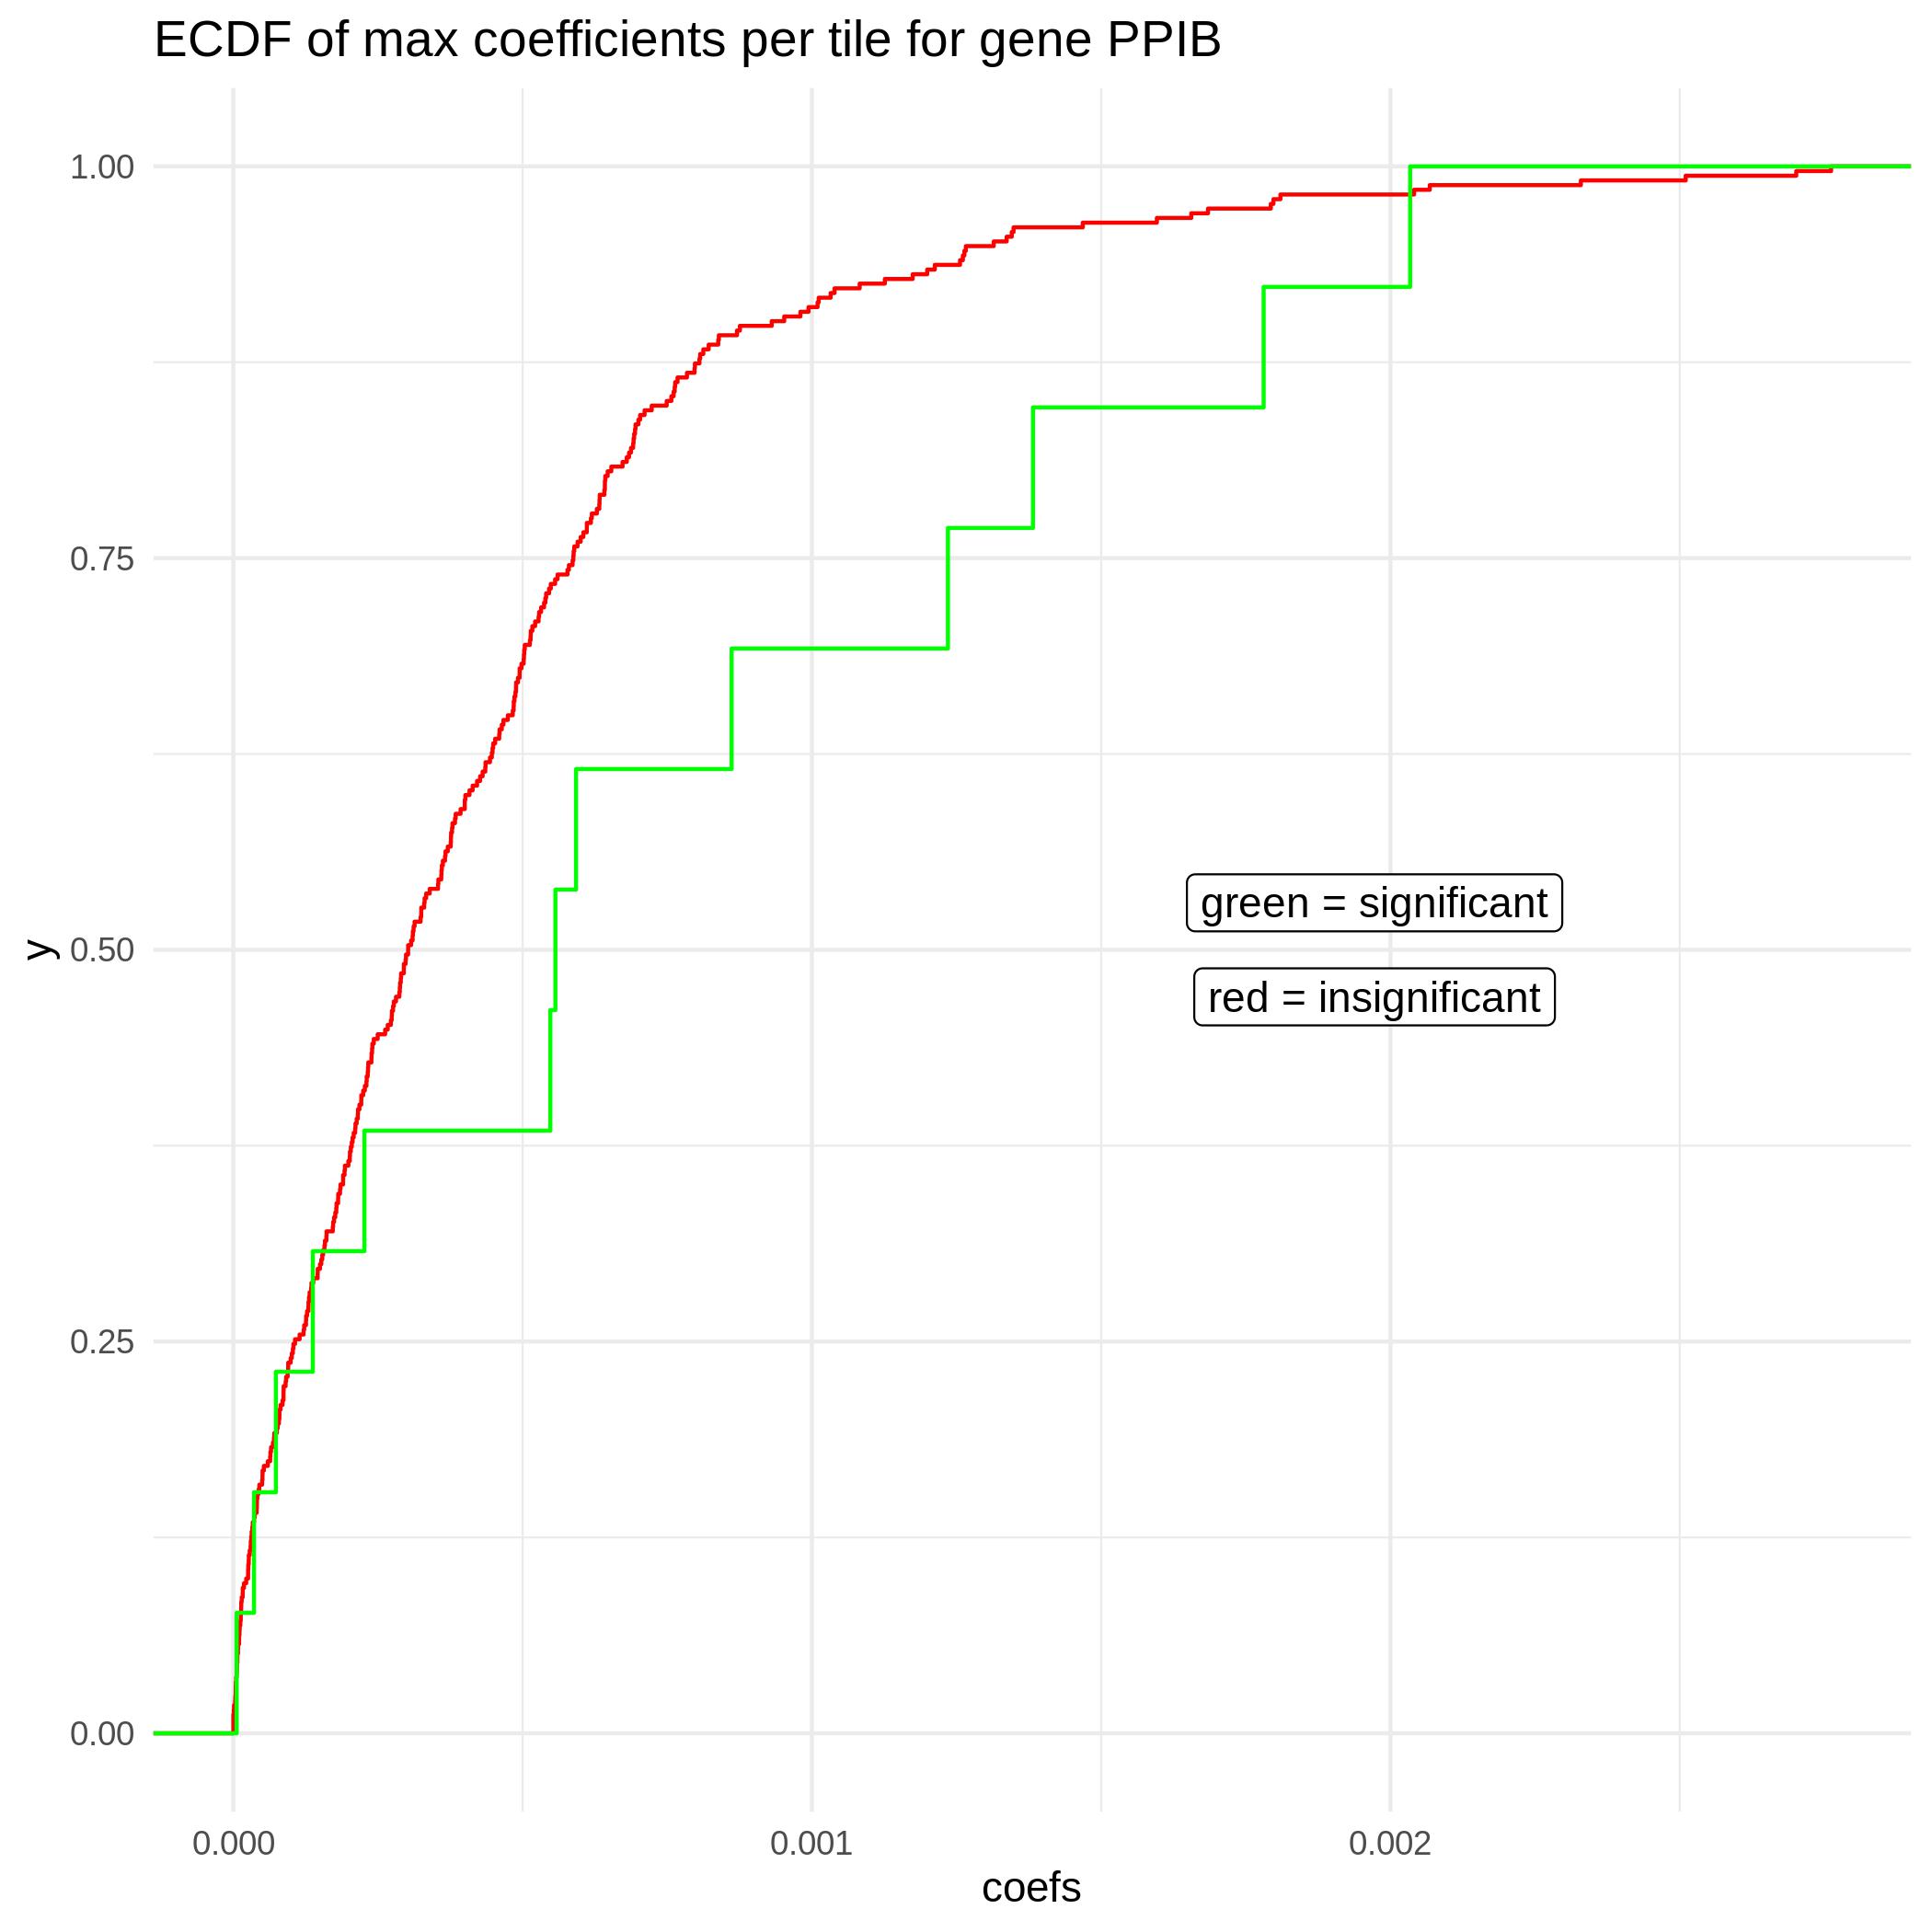 ECDF of max coefficients per tile for gene PPIB
1.00
0.75
0.50
0.25
0.00
y
green = significant
red = insignificant
0.000
0.001
0.002
coefs